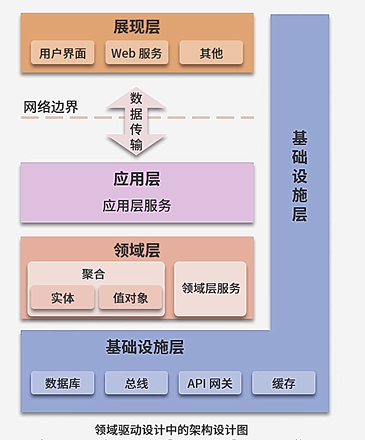 展现层
用户界面
Web 服务
其他
网络边界
数据传输
应用层
应用层服务
领域层
聚合
实体
值对象
领域层服务
基础设施层
基础设施层
数据库
总线
API 网关
缓存
领域驱动设计中的架构设计图